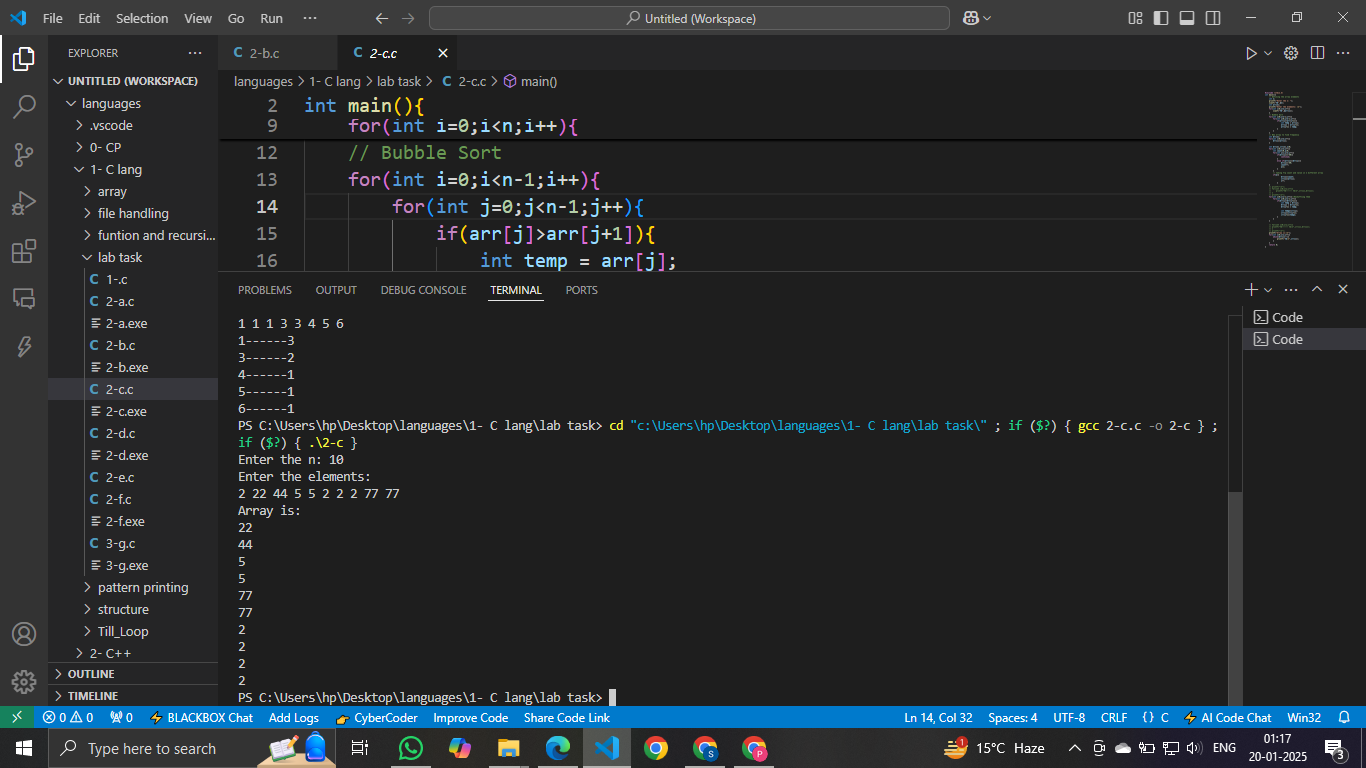 File Edit Selection View Go Run ··· Untitled (Workspace)
EXPLORER ···
UNTITLED (WORKSPACE)
languages
.vscode
0- CP
1- C lang
array
file handling
funtion and recursi...
lab task
C 1-.c
C 2-a.c
2-a.exe
C 2-b.c
2-b.exe
C 2-c.c
2-c.exe
C 2-d.c
2-d.exe
C 2-e.c
C 2-f.c
2-f.exe
C 3-g.c
3-g.exe
pattern printing
structure
Till_Loop
2- C++
OUTLINE
TIMELINE
C 2-b.c C 2-c.c
languages > 1- C lang > lab task > C 2-c.c > main()
2 int main(){
9 for(int i=0;i<n;i++){
12 // Bubble Sort
13 for(int i=0;i<n-1;i++){
14 for(int j=0;j<n-1;j++){
15 if(arr[j]>arr[j+1]){
16 int temp = arr[j];
PROBLEMS OUTPUT DEBUG CONSOLE TERMINAL PORTS
1 1 1 3 3 4 5 6
1------3
3------2
4------1
5------1
6------1
PS C:\Users\hp\Desktop\languages\1- C lang\lab task> cd "c:\Users\hp\Desktop\languages\1- C lang\lab task\" ; if ($?) { gcc 2-c.c -o 2-c } ;
if ($?) { .\2-c }
Enter the n: 10
Enter the elements:
2 22 44 5 5 2 2 2 77 77
Array is:
22
44
5
5
77
77
2
2
2
2
PS C:\Users\hp\Desktop\languages\1- C lang\lab task>
Code
Code
0 0 0 BLACKBOX Chat Add Logs CyberCoder Improve Code Share Code Link Ln 14, Col 32 Spaces: 4 UTF-8 CRLF {} C AI Code Chat Win32
Type here to search 1 15°C Haze ENG 01:17
20-01-2025
3